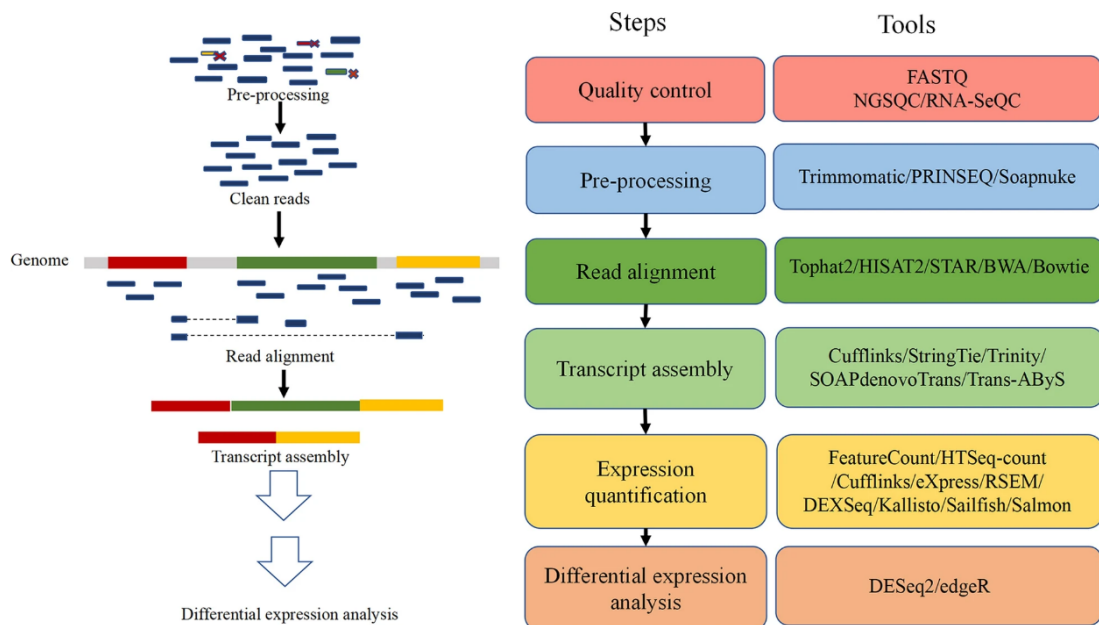 Pre-processing
Clean reads
Genome
Read alignment
Transcript assembly
Differential expression analysis
Steps
Tools
Quality control
FASTQ
NGSQC/RNA-SeQC
Pre-processing
Trimmomatic/PRINSEQ/Soapnuke
Read alignment
Tophat2/HISAT2/STAR/BWA/Bowtie
Transcript assembly
Cufflinks/StringTie/Trinity/
SOAPdenovoTrans/Trans-AByS
Expression
quantification
FeatureCount/HTSeq-count
/Cufflinks/eXpress/RSEM/
DEXSeq/Kallisto/Sailfish/Salmon
Differential expression
analysis
DESeq2/edgeR